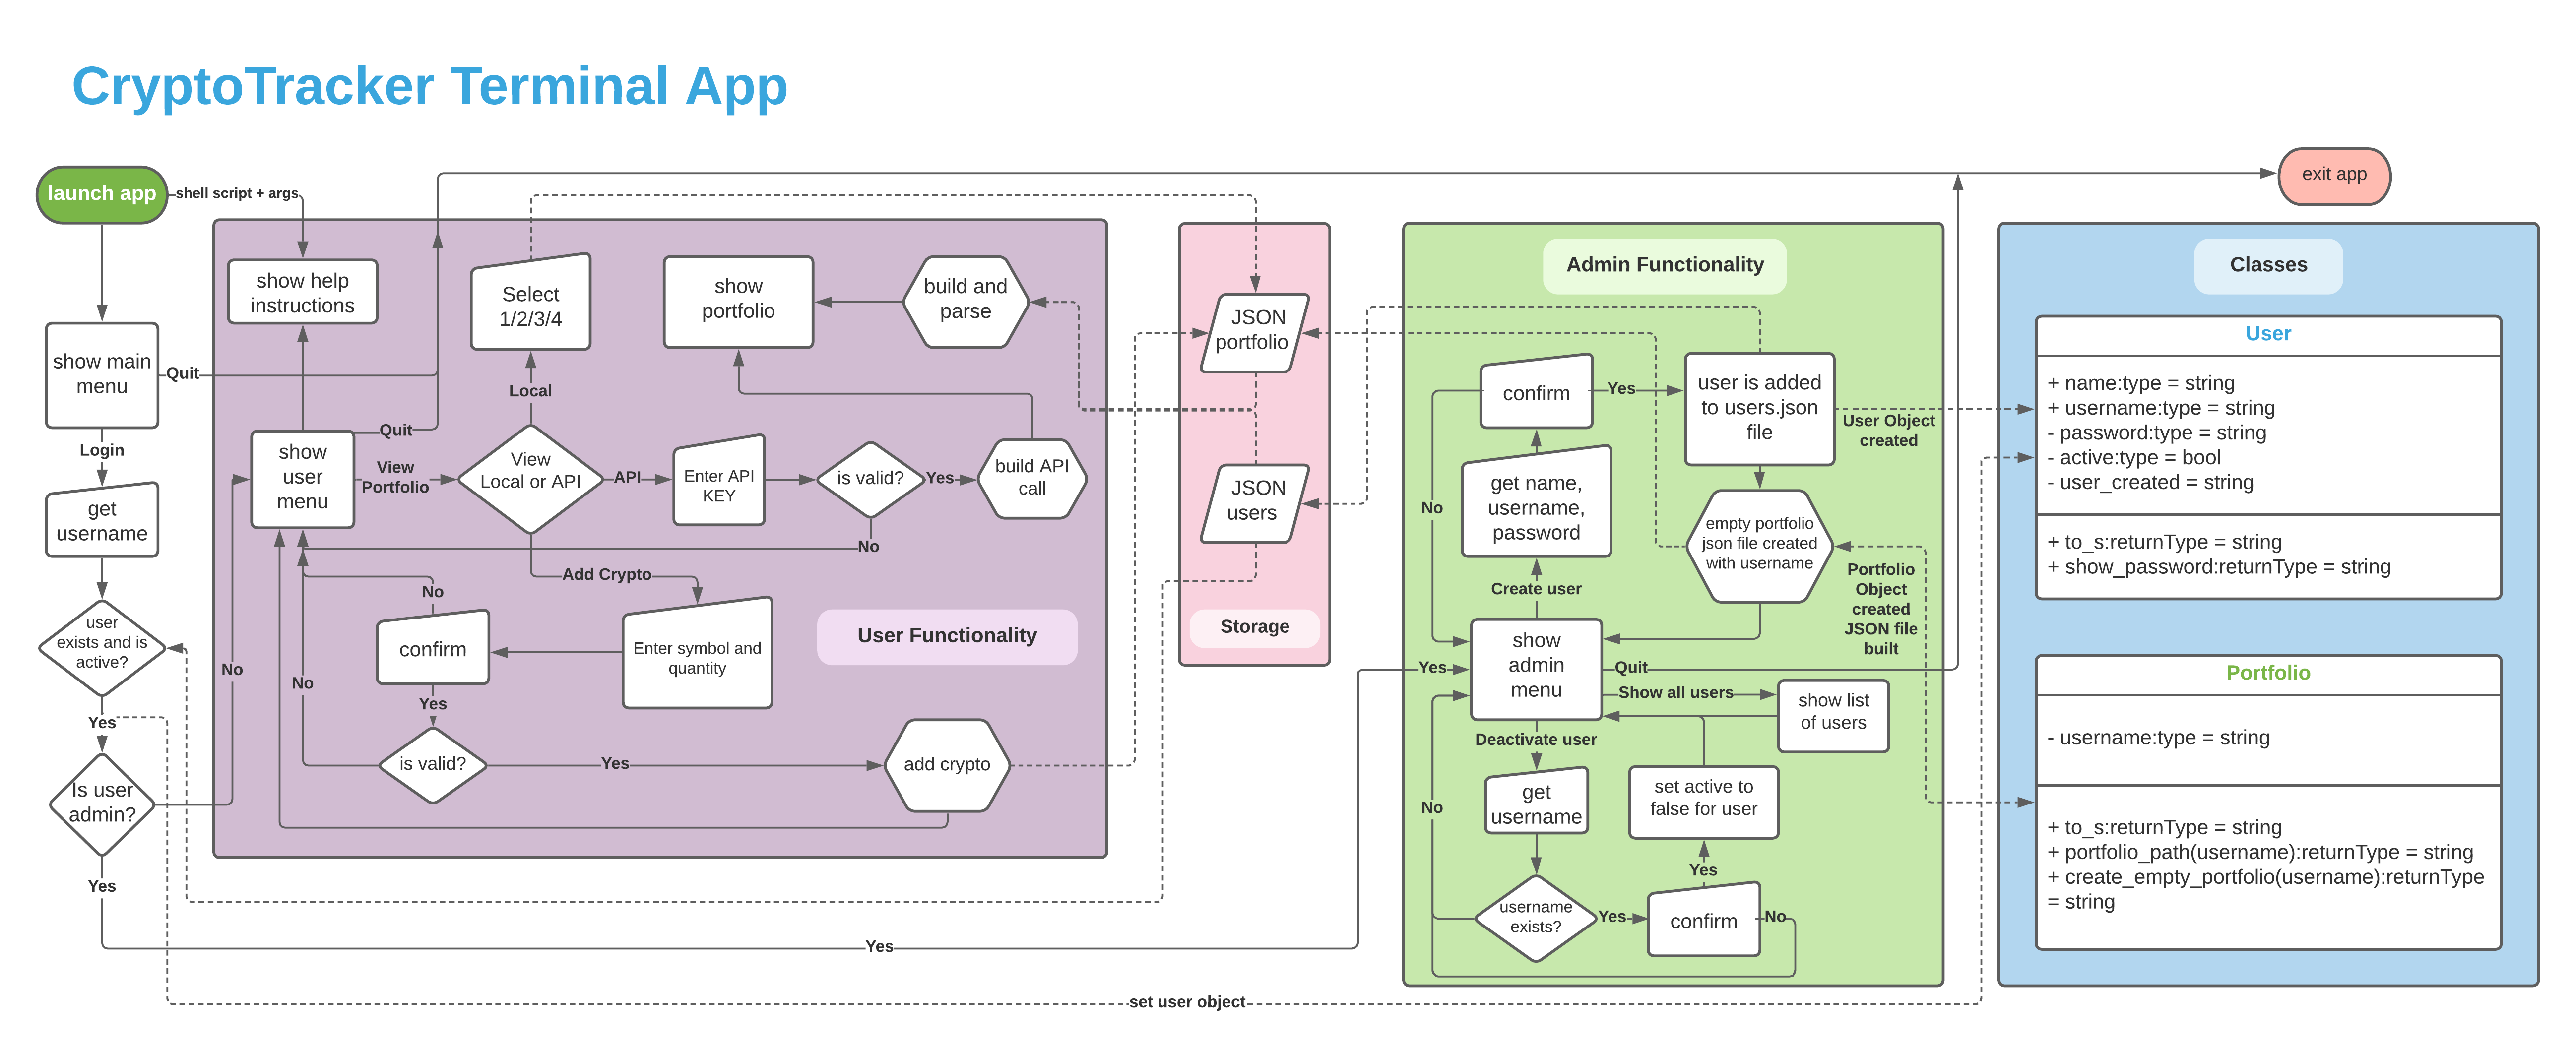 CryptoTracker Terminal App
launch app
shell script + args
exit app
show main
menu
Quit
Login
get
username
user
exists and is
active?
Yes
Is user
admin?
No
Yes
Yes
set user object
show help
instructions
show
user
menu
Quit
View
Portfolio
Select
1/2/3/4
Local
View
Local or API
API
Enter API
KEY
is valid?
Yes
build API
call
No
show
portfolio
build and
parse
Add Crypto
Enter symbol and
quantity
confirm
No
Yes
is valid?
No
Yes
add crypto
User Functionality
JSON
portfolio
JSON
users
Storage
Admin Functionality
confirm
Yes
user is added
to users.json
file
User Object
created
No
get name,
username,
password
empty portfolio
json file created
with username
Portfolio
Object
created
JSON file
built
Create user
Yes
show
admin
menu
Quit
Show all users
show list
of users
Deactivate user
get
username
set active to
false for user
No
Yes
username
exists?
Yes
confirm
No
Classes
User
+ name:type = string
+ username:type = string
- password:type = string
- active:type = bool
- user_created = string
+ to_s:returnType = string
+ show_password:returnType = string
Portfolio
- username:type = string
+ to_s:returnType = string
+ portfolio_path(username):returnType = string
+ create_empty_portfolio(username):returnType
= string